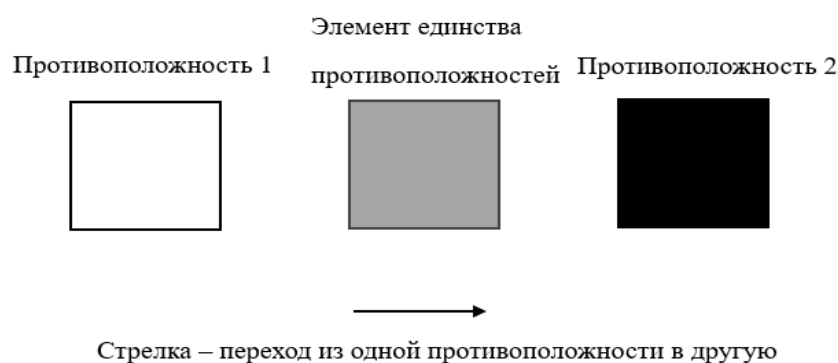 Элемент единства
Противоположность 1
противоположностей
Противоположность 2
Стрелка – переход из одной противоположности в другую